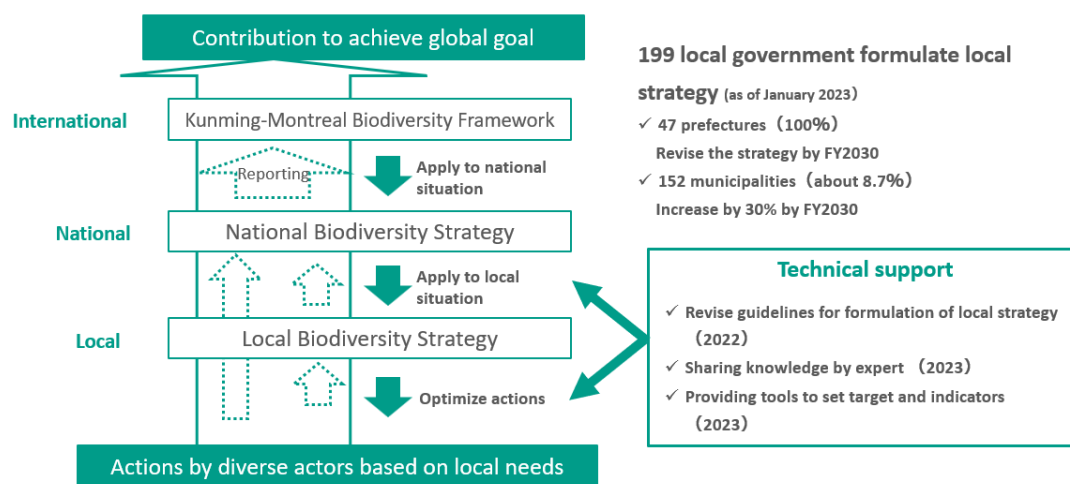 Contribution to achieve global goal
International
Kunming-Montreal Biodiversity Framework
Reporting
Apply to national
situation
National
National Biodiversity Strategy
Apply to local
situation
Local
Local Biodiversity Strategy
Optimize actions
Actions by diverse actors based on local needs
199 local government formulate local
strategy (as of January 2023)
✓ 47 prefectures（100%）
Revise the strategy by FY2030
✓ 152 municipalities（about 8.7%）
Increase by 30% by FY2030
Technical support
✓ Revise guidelines for formulation of local strategy
（2022）
✓ Sharing knowledge by expert （2023）
✓ Providing tools to set target and indicators
（2023）